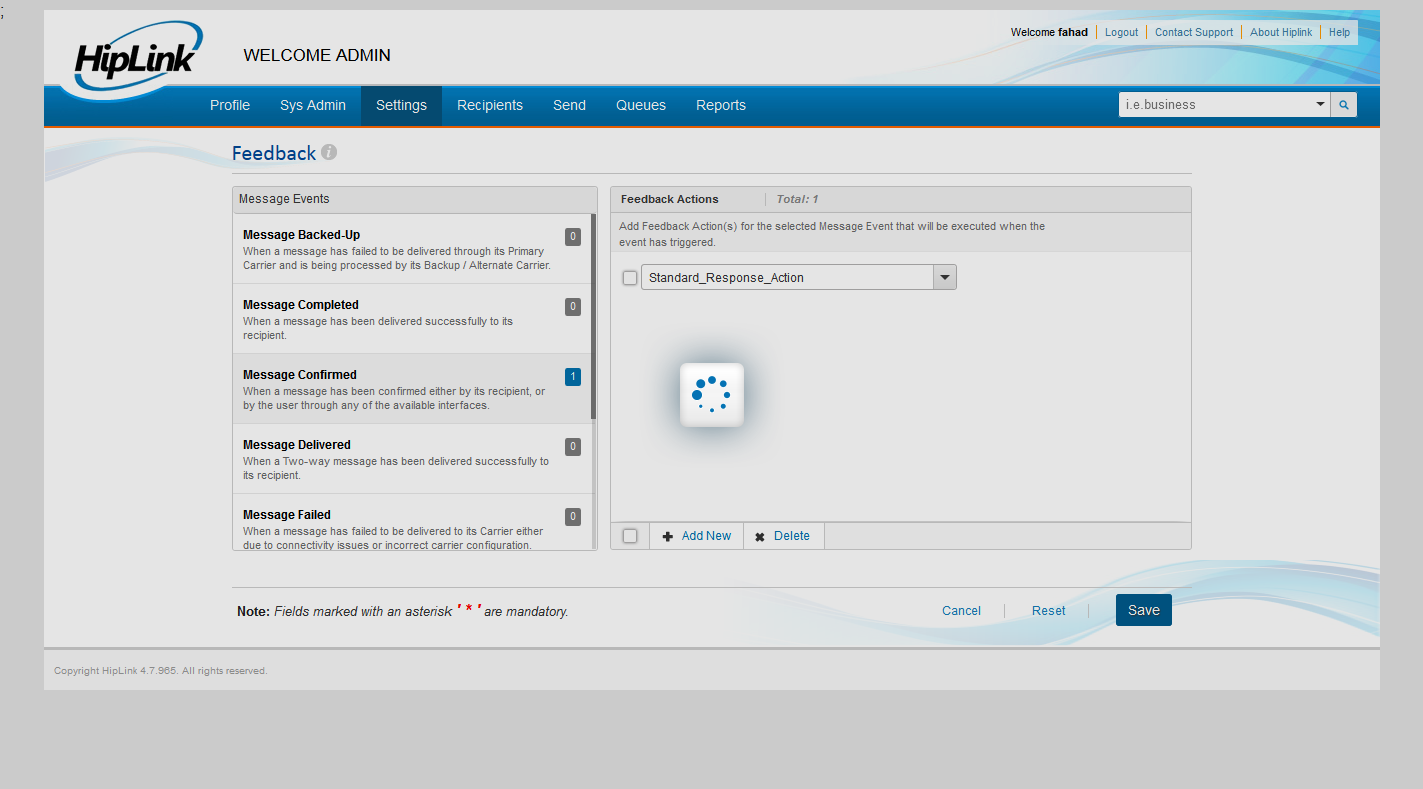 ;
HipLink
WELCOME ADMIN
Welcome fahad Logout Contact Support About Hiplink Help
Profile Sys Admin Settings Recipients Send Queues Reports
i.e.business
Feedback i
Message Events
Message Backed-Up 0
When a message has failed to be delivered through its Primary
Carrier and is being processed by its Backup / Alternate Carrier.
Message Completed 0
When a message has been delivered successfully to its
recipient.
Message Confirmed 1
When a message has been confirmed either by its recipient, or
by the user through any of the available interfaces.
Message Delivered 0
When a Two-way message has been delivered successfully to
its recipient.
Message Failed 0
When a message has failed to be delivered to its Carrier either
due to connectivity issues or incorrect carrier configuration.
Feedback Actions Total: 1
Add Feedback Action(s) for the selected Message Event that will be executed when the
event has triggered.
Standard_Response_Action
Add New Delete
Note: Fields marked with an asterisk ' * ' are mandatory.
Cancel Reset Save
Copyright HipLink 4.7.965. All rights reserved.